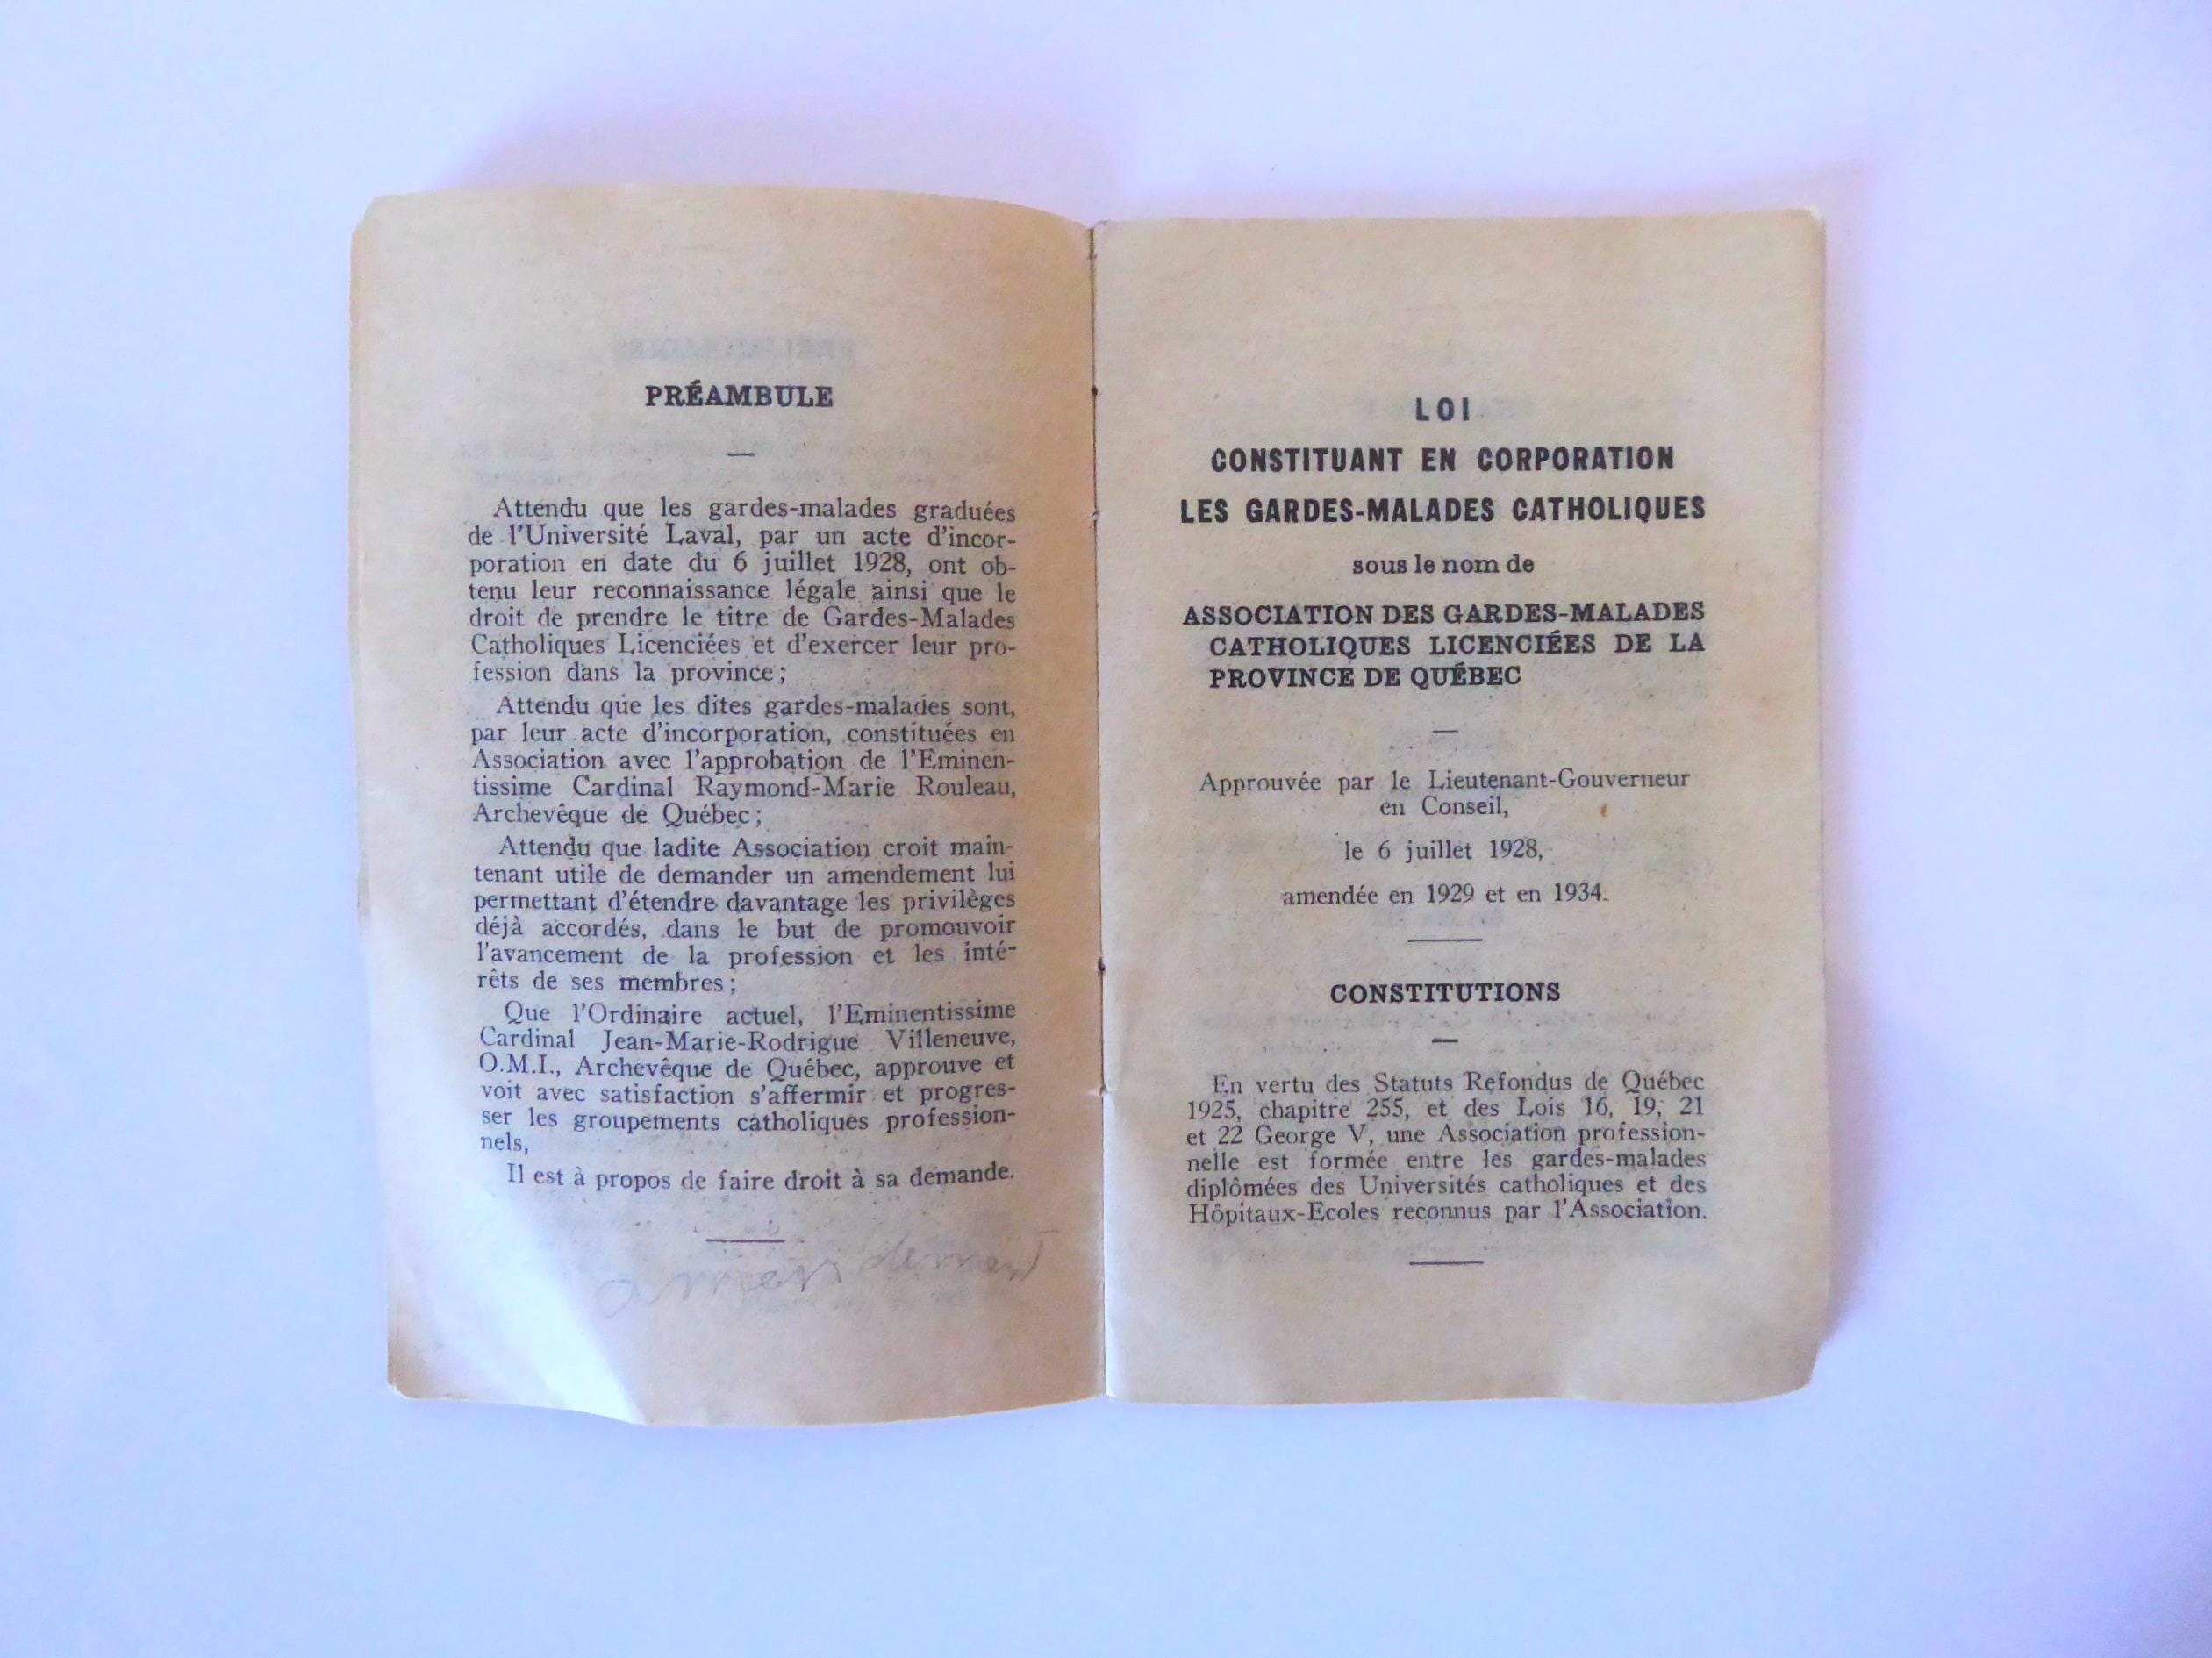 PRÉAMBULE
Attendu que les gardes-malades graduées
de l'Université Laval, par un acte d'incor-
poration en date du 6 juillet 1928, ont ob-
tenu leur reconnaissance légale ainsi que le
droit de prendre le titre de Gardes-Malades
Catholiques Licenciées et d'exercer leur pro-
fession dans la province;
Attendu que les dites gardes-malades sont,
par leur acte d'incorporation, constituées en
Association avec l'approbation de l'Eminen-
tissime Cardinal Raymond-Marie Rouleau,
Archevêque de Québec;
Attendu que ladite Association croit main-
tenant utile de demander un amendement lui
permettant d'étendre davantage les privilèges
déjà accordés, dans le but de promouvoir
l'avancement de la profession et les inté-
rêts de ses membres;
Que l'Ordinaire actuel, l'Eminentissime
Cardinal Jean-Marie-Rodrigue Villeneuve,
O.M.I., Archevêque de Québec, approuve et
voit avec satisfaction s'affermir et progres-
ser les groupements catholiques profession-
nels,
Il est à propos de faire droit à sa demande.
LOI
CONSTITUANT EN CORPORATION
LES GARDES-MALADES CATHOLIQUES
sous le nom de
ASSOCIATION DES GARDES-MALADES
CATHOLIQUES LICENCIÉES DE LA
PROVINCE DE QUÉBEC
Approuvée par le Lieutenant-Gouverneur
en Conseil,
le 6 juillet 1928,
amendée en 1929 et en 1934.
CONSTITUTIONS
En vertu des Statuts Refondus de Québec
1925, chapitre 255, et des Lois 16, 19, 21
et 22 George V, une Association profession-
nelle est formée entre les gardes-malades
diplômées des Universités catholiques et des
Hôpitaux-Ecoles reconnus par l'Association.